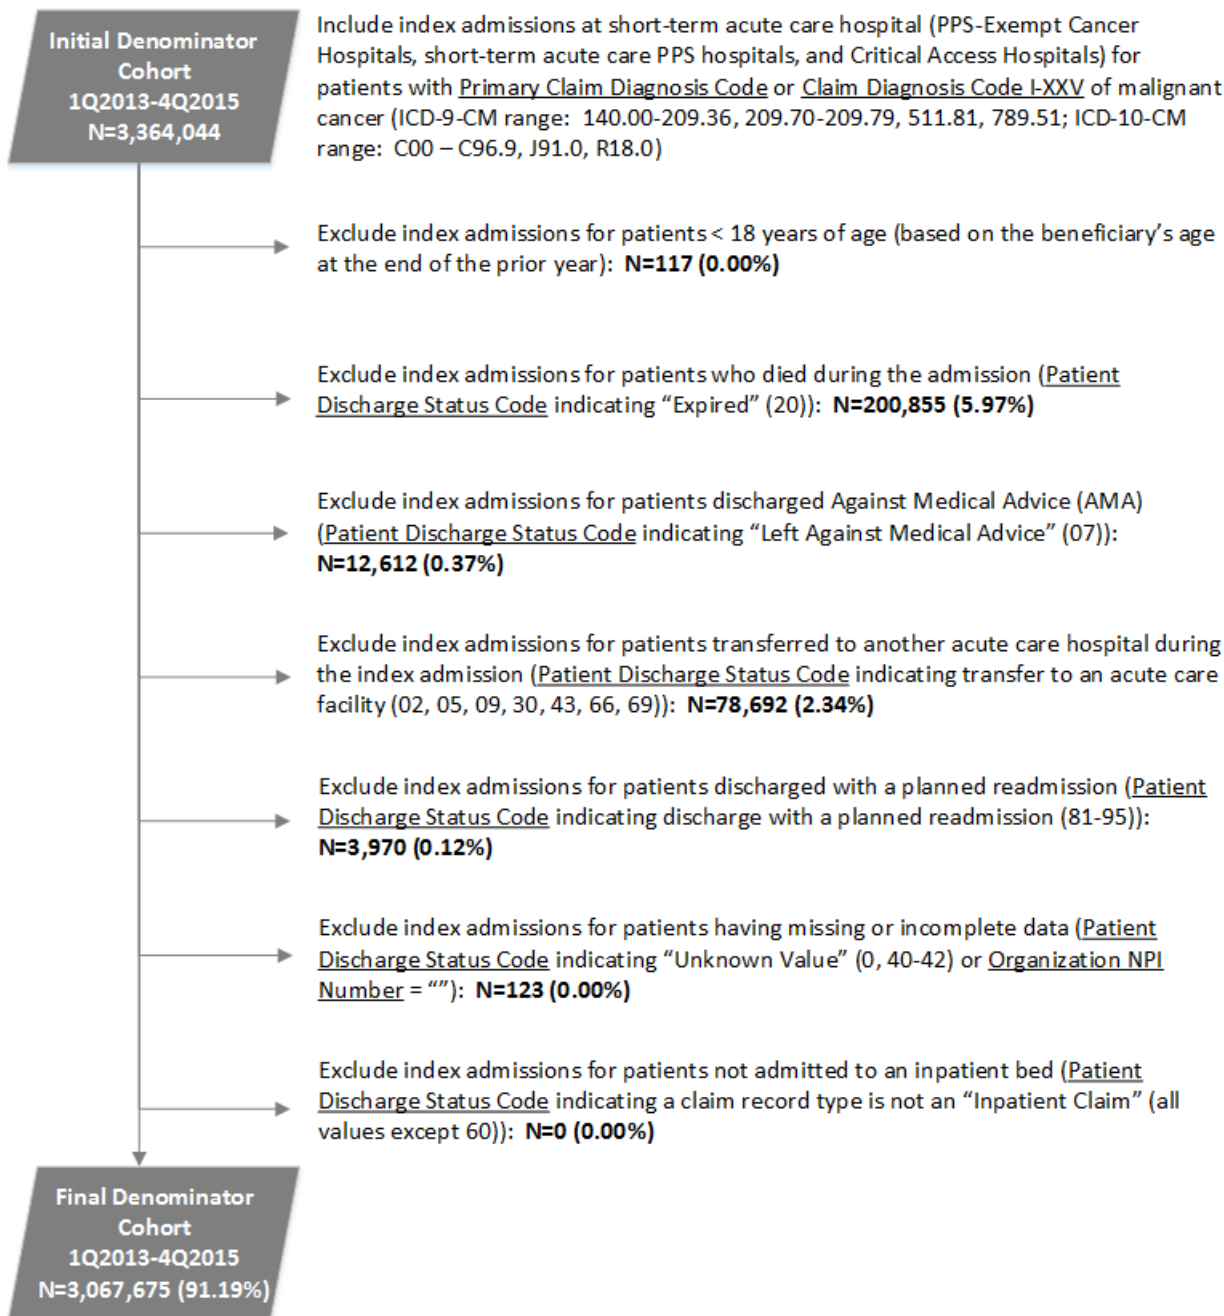 Initial Denominator
Cohort
1Q2013-4Q2015
N=3,364,044
Include index admissions at short-term acute care hospital (PPS-Exempt Cancer
Hospitals, short-term acute care PPS hospitals, and Critical Access Hospitals) for
patients with Primary Claim Diagnosis Code or Claim Diagnosis Code I-XXV of malignant
cancer (ICD-9-CM range:  140.00-209.36, 209.70-209.79, 511.81, 789.51; ICD-10-CM
range:  C00 – C96.9, J91.0, R18.0)
Exclude index admissions for patients < 18 years of age (based on the beneficiary’s age
at the end of the prior year):  N=117 (0.00%)
Exclude index admissions for patients who died during the admission (Patient
Discharge Status Code indicating “Expired” (20)):  N=200,855 (5.97%)
Exclude index admissions for patients discharged Against Medical Advice (AMA)
(Patient Discharge Status Code indicating “Left Against Medical Advice” (07)):
N=12,612 (0.37%)
Exclude index admissions for patients transferred to another acute care hospital during
the index admission (Patient Discharge Status Code indicating transfer to an acute care
facility (02, 05, 09, 30, 43, 66, 69)):  N=78,692 (2.34%)
Exclude index admissions for patients discharged with a planned readmission (Patient
Discharge Status Code indicating discharge with a planned readmission (81-95)):
N=3,970 (0.12%)
Exclude index admissions for patients having missing or incomplete data (Patient
Discharge Status Code indicating “Unknown Value” (0, 40-42) or Organization NPI
Number = “”):  N=123 (0.00%)
Exclude index admissions for patients not admitted to an inpatient bed (Patient
Discharge Status Code indicating a claim record type is not an “Inpatient Claim” (all
values except 60)):  N=0 (0.00%)
Final Denominator
Cohort
1Q2013-4Q2015
N=3,067,675 (91.19%)